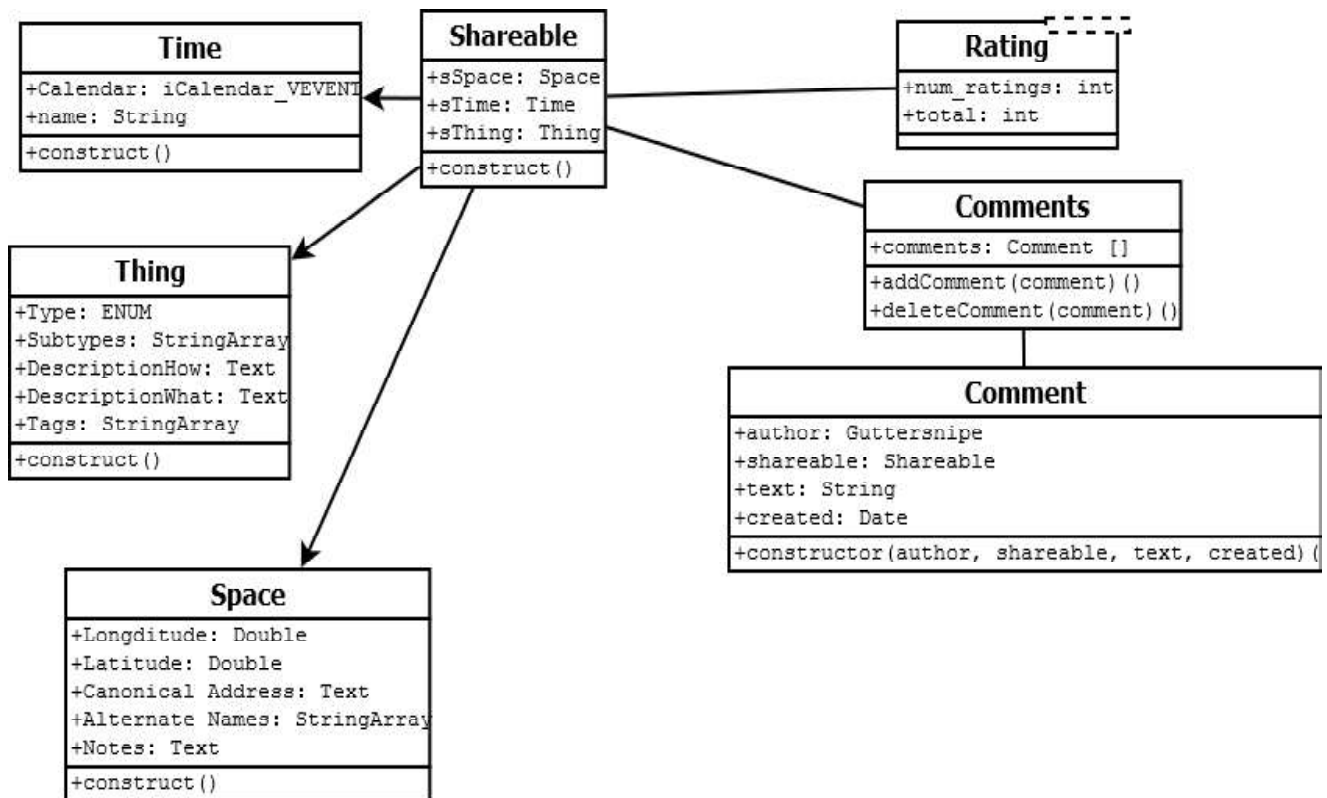 Time
+Calendar: iCalendar_VEVENT
+name: String
+construct()
Shareable
+sSpace: Space
+sTime: Time
+sThing: Thing
+construct()
Rating
+num_ratings: int
+total: int
Comments
+comments: Comment []
+addComment(comment)()
+deleteComment(comment)()
Thing
+Type: ENUM
+Subtypes: StringArray
+DescriptionHow: Text
+DescriptionWhat: Text
+Tags: StringArray
+construct()
Comment
+author: Guttersnipe
+shareable: Shareable
+text: String
+created: Date
+constructor(author, shareable, text, created)(
Space
+Longditude: Double
+Latitude: Double
+Canonical Address: Text
+Alternate Names: StringArray
+Notes: Text
+construct()